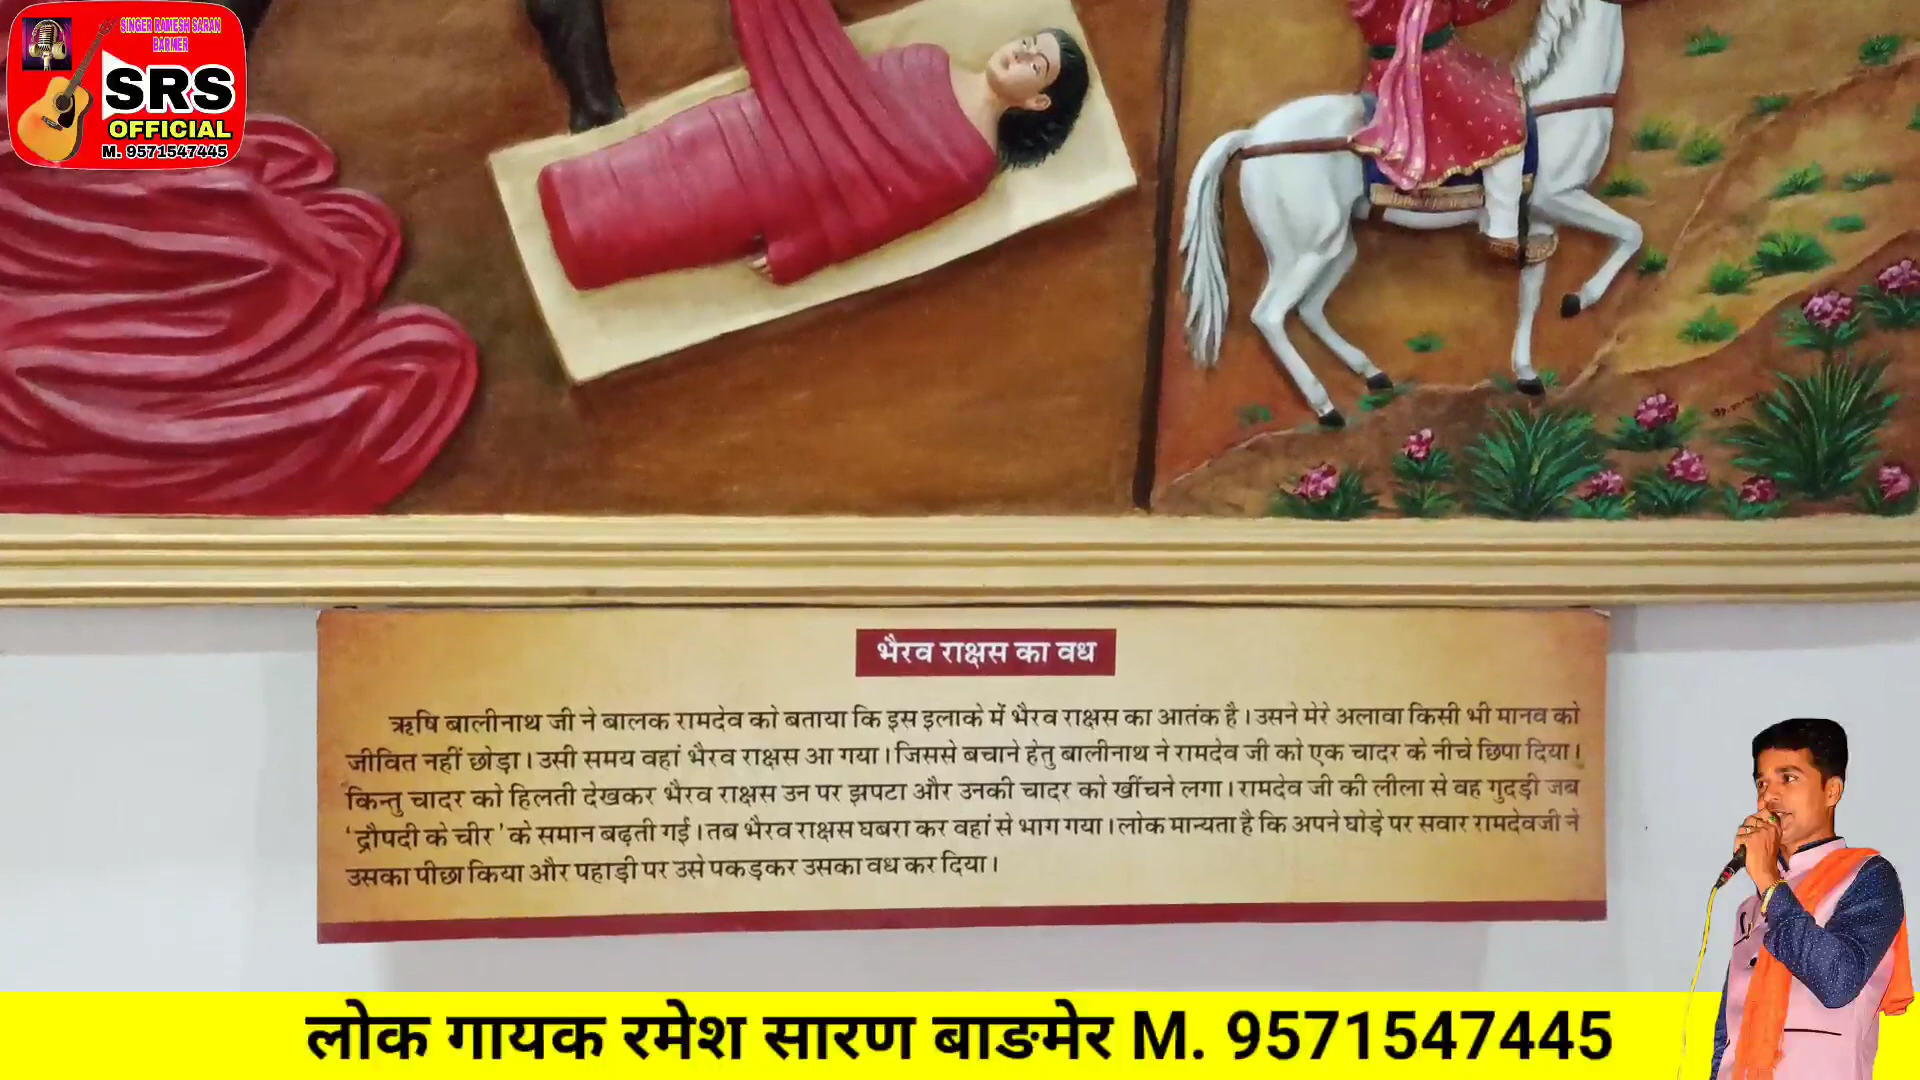 SINGER RAMESH SARAN
BARMER
SRS
OFFICIAL
M. 9571547445
भैरव राक्षस का वध
ऋषि बालीनाथ जी ने बालक रामदेव को बताया कि इस इलाके में भैरव राक्षस का आतंक है। उसने मेरे अलावा किसी भी मानव को
जीवित नहीं छोड़ा। उसी समय वहां भैरव राक्षस आ गया। जिससे बचाने हेतु बालीनाथ ने रामदेव जी को एक चादर के नीचे छिपा दिया।
किन्तु चादर को हिलती देखकर भैरव राक्षस उन पर झपटा और उनकी चादर को खींचने लगा। रामदेव जी की लीला से वह गुदड़ी जब
'द्रौपदी के चीर' के समान बढ़ती गई। तब भैरव राक्षस घबरा कर वहां से भाग गया। लोक मान्यता है कि अपने घोड़े पर सवार रामदेवजी ने
उसका पीछा किया और पहाड़ी पर उसे पकड़कर उसका वध कर दिया।
लोक गायक रमेश सारण बाङमेर M. 9571547445